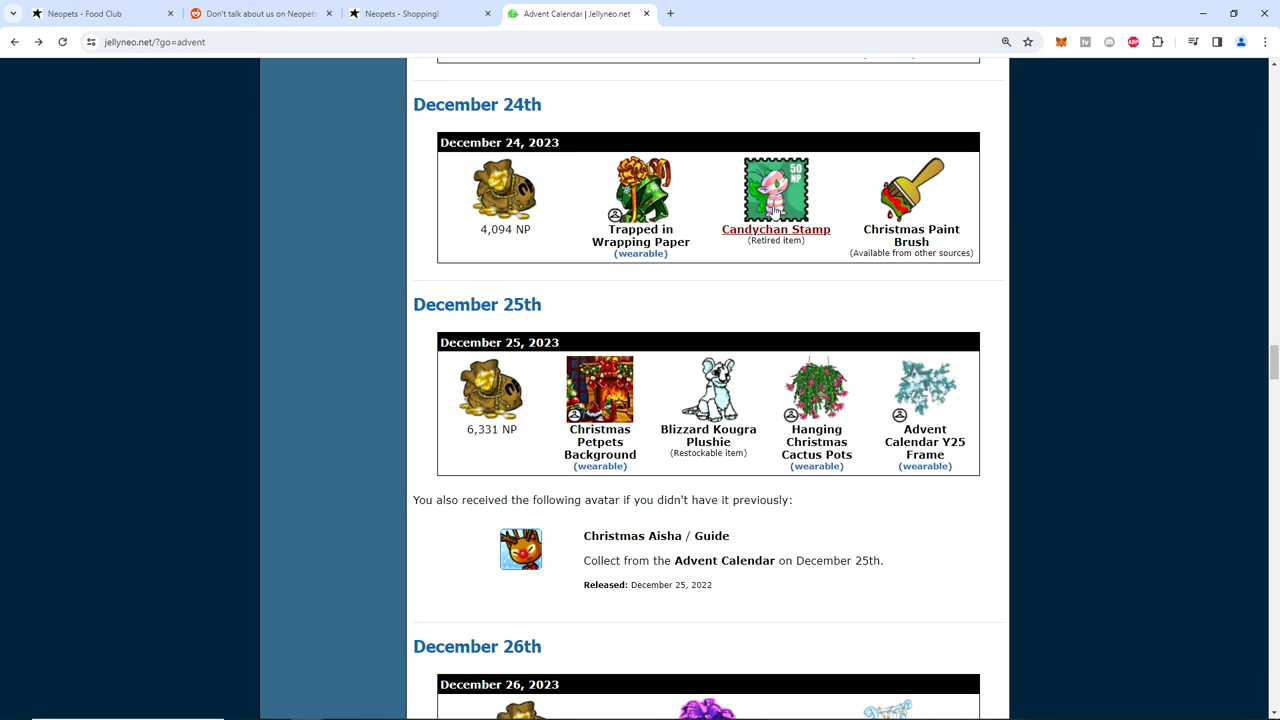 Neopets - Food Club
Don't talk about us on Neopets
Neopets - Shopping!
Advent Calendar | Jellyneo.net
jellyneo.net/?go=advent
ABP
December 24th
December 24, 2023
4,094 NP
Trapped in
Wrapping Paper
(wearable)
50
NP
Candychan Stamp
(Retired item)
Christmas Paint
Brush
(Available from other sources)
December 25th
December 25, 2023
6,331 NP
Christmas
Petpets
Background
(wearable)
Blizzard Kougra
Plushie
(Restockable item)
Hanging
Christmas
Cactus Pots
(wearable)
Advent
Calendar Y25
Frame
(wearable)
You also received the following avatar if you didn't have it previously:
Christmas Aisha / Guide
Collect from the Advent Calendar on December 25th.
Released: December 25, 2022
December 26th
December 26, 2023